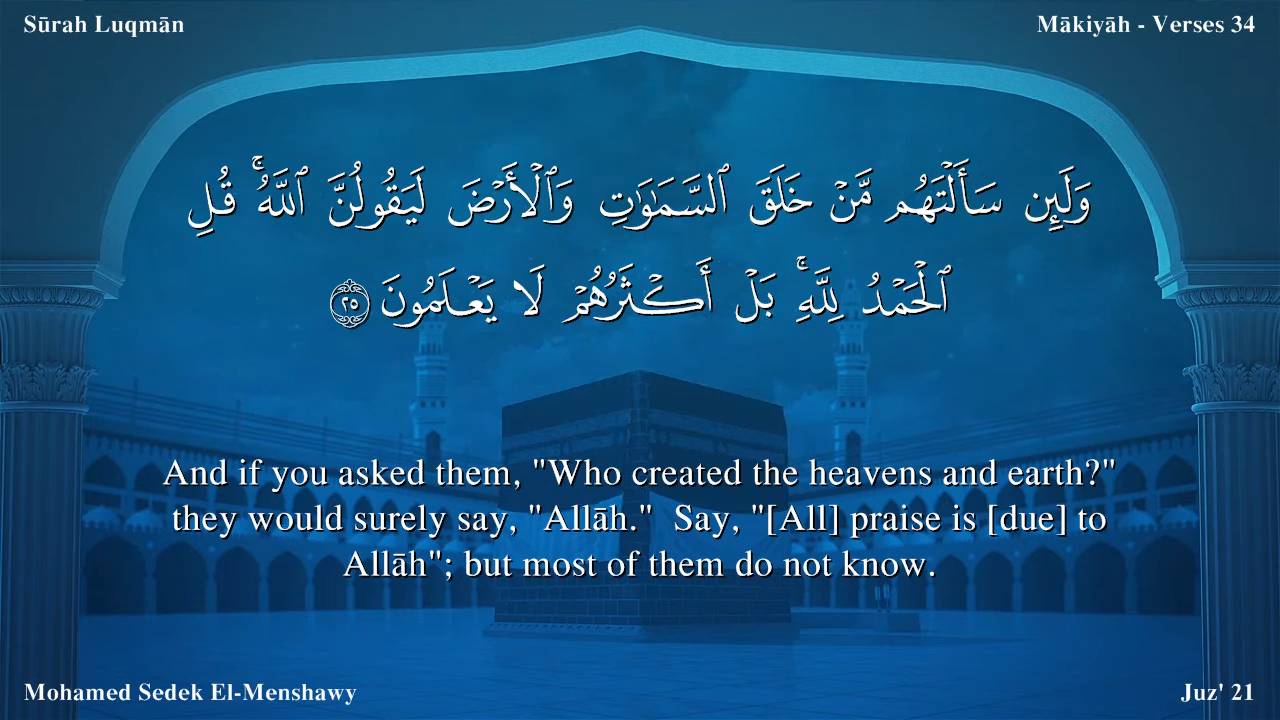 Sūrah Luqmān
Mākiyāh - Verses 34
وَلَئِن سَأَلْتَهُم مَّنْ خَلَقَ ٱلسَّمَـٰوَٰتِ وَٱلْأَرْضَ لَيَقُولُنَّ ٱللَّهُ ۚ قُلِ
ٱلْحَمْدُ لِلَّهِ ۚ بَلْ أَكْثَرُهُمْ لَا يَعْلَمُونَ ٢٥
And if you asked them, "Who created the heavens and earth?"
they would surely say, "Allāh."  Say, "[All] praise is [due] to
Allāh"; but most of them do not know.
Mohamed Sedek El-Menshawy
Juz' 21